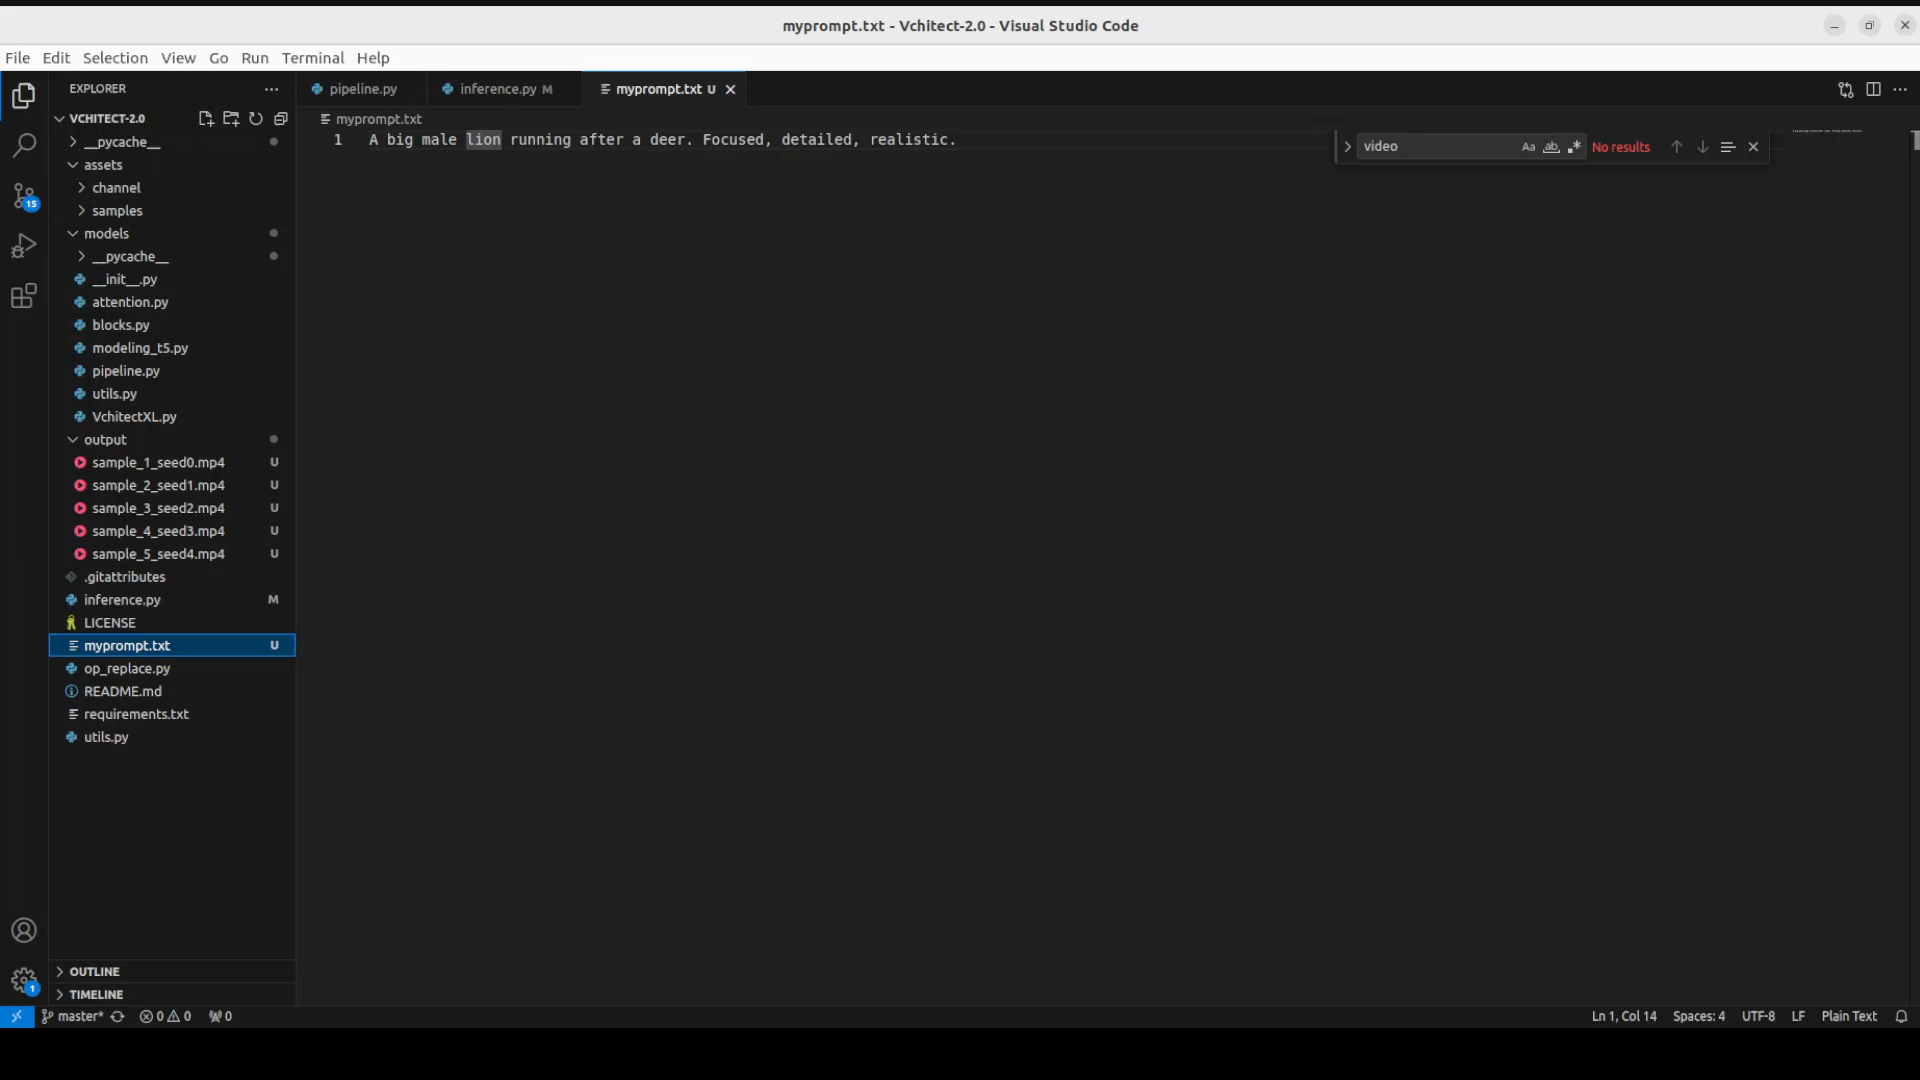 myprompt.txt - Vchitect-2.0 - Visual Studio Code
File Edit Selection View Go Run Terminal Help
EXPLORER
pipeline.py
inference.py M
myprompt.txt U
VCHITECT-2.0
myprompt.txt
1 A big male lion running after a deer. Focused, detailed, realistic.
video
Aa ab
No results
__pycache__
assets
channel
samples
models
__pycache__
__init__.py
attention.py
blocks.py
modeling_t5.py
pipeline.py
utils.py
VchitectXL.py
output
sample_1_seed0.mp4 U
sample_2_seed1.mp4 U
sample_3_seed2.mp4 U
sample_4_seed3.mp4 U
sample_5_seed4.mp4 U
.gitattributes
inference.py M
LICENSE
myprompt.txt U
op_replace.py
README.md
requirements.txt
utils.py
15
OUTLINE
1
TIMELINE
master* 0 0 0
Ln 1, Col 14 Spaces: 4 UTF-8 LF Plain Text